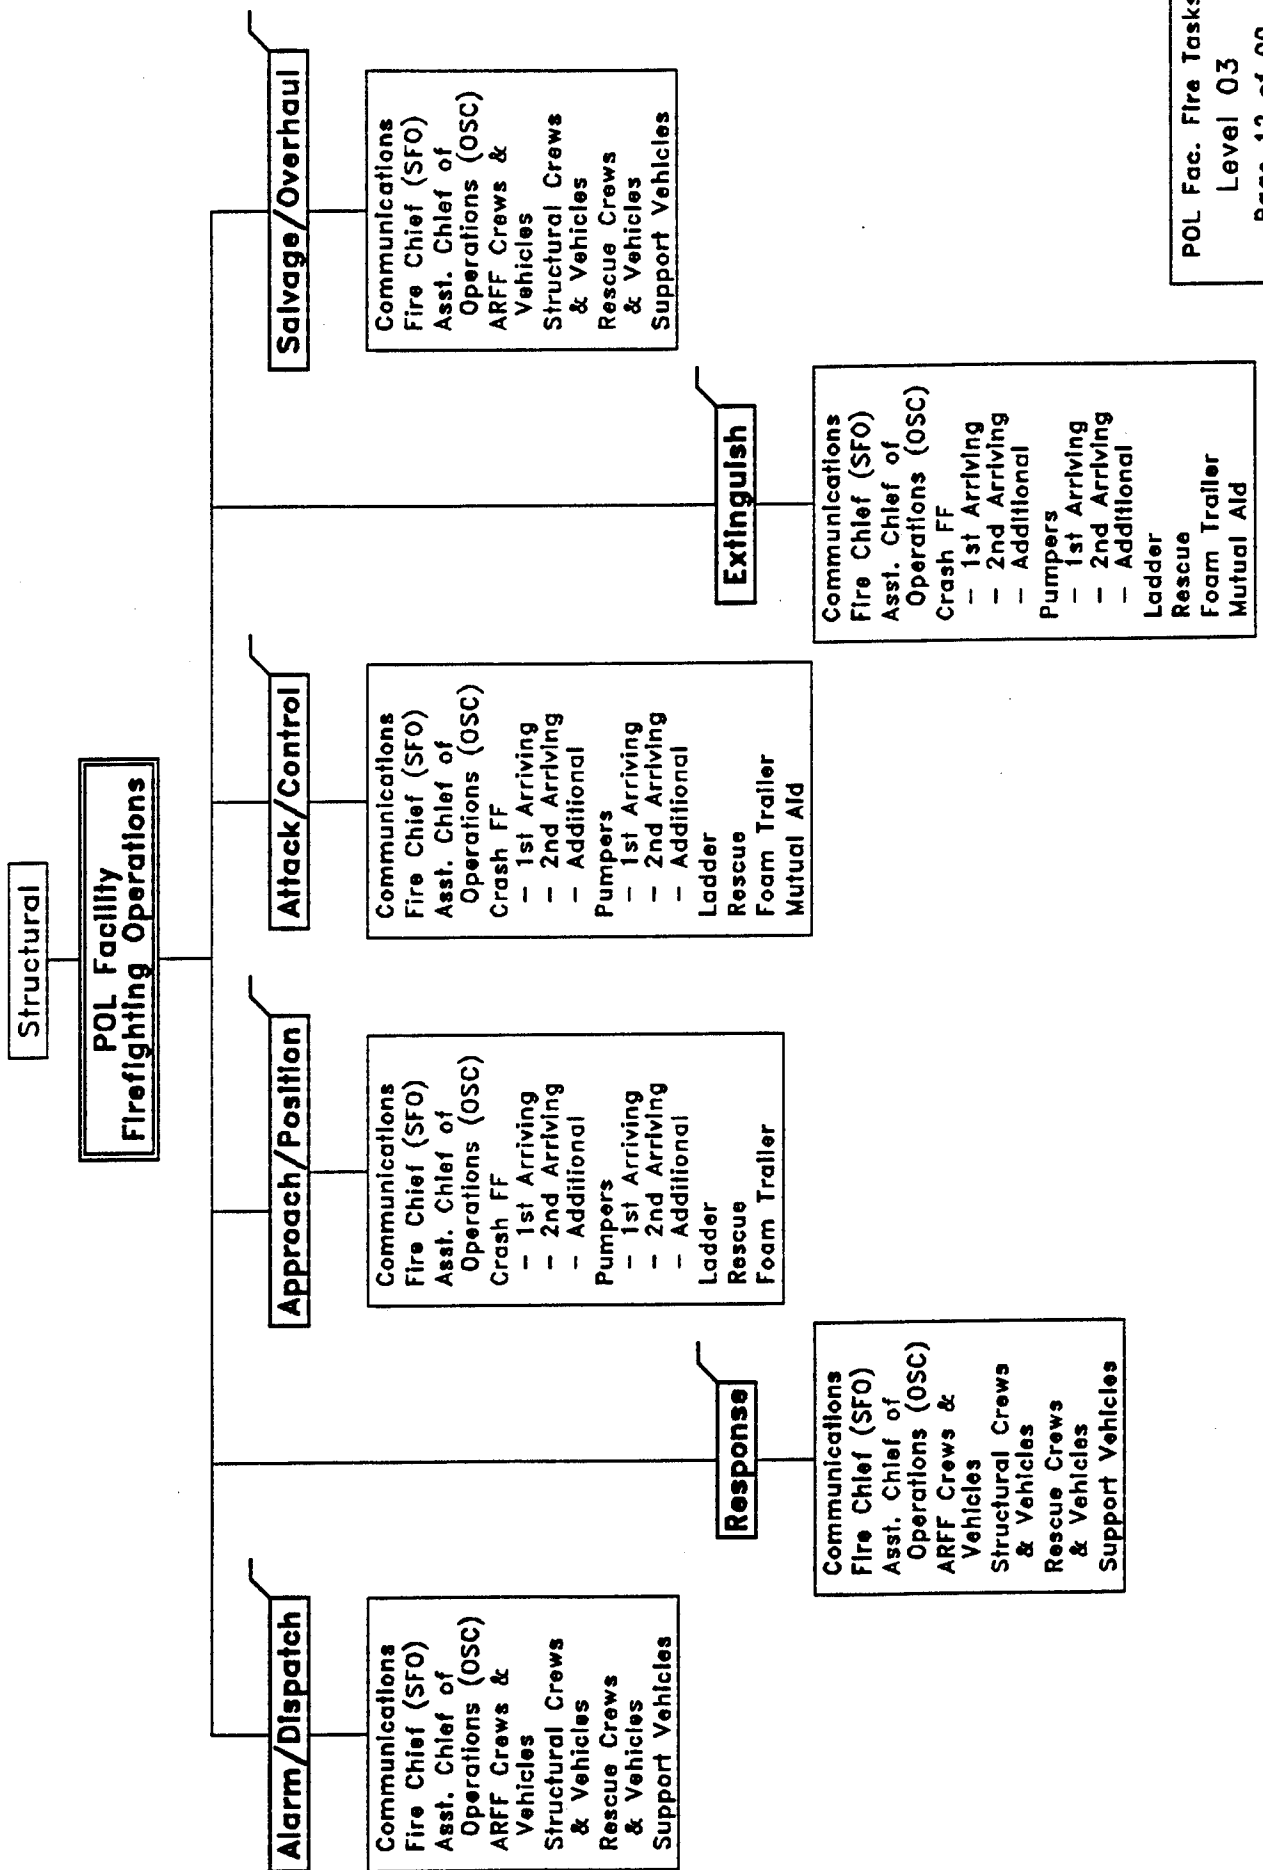 Structural
POL Facility
Firefighting Operations
Alarm/Dispatch
Communications
Fire Chief (SFO)
Asst. Chief of
Operations (OSC)
ARFF Crews &
Vehicles
Structural Crews
& Vehicles
Rescue Crews
& Vehicles
Support Vehicles
Response
Communications
Fire Chief (SFO)
Asst. Chief of
Operations (OSC)
ARFF Crews &
Vehicles
Structural Crews
& Vehicles
Rescue Crews
& Vehicles
Support Vehicles
Approach/Position
Communications
Fire Chief (SFO)
Asst. Chief of
Operations (OSC)
Crash FF
- 1st Arriving
- 2nd Arriving
- Additional
Pumpers
- 1st Arriving
- 2nd Arriving
- Additional
Ladder
Rescue
Foam Trailer
Attack/Control
Communications
Fire Chief (SFO)
Asst. Chief of
Operations (OSC)
Crash FF
- 1st Arriving
- 2nd Arriving
- Additional
Pumpers
- 1st Arriving
- 2nd Arriving
- Additional
Ladder
Rescue
Foam Trailer
Mutual Aid
Extinguish
Communications
Fire Chief (SFO)
Asst. Chief of
Operations (OSC)
Crash FF
- 1st Arriving
- 2nd Arriving
- Additional
Pumpers
- 1st Arriving
- 2nd Arriving
- Additional
Ladder
Rescue
Foam Trailer
Mutual Aid
Salvage/Overhaul
Communications
Fire Chief (SFO)
Asst. Chief of
Operations (OSC)
ARFF Crews &
Vehicles
Structural Crews
& Vehicles
Rescue Crews
& Vehicles
Support Vehicles
POL Fac. Fire Tasks
Level 03
Page 12 of